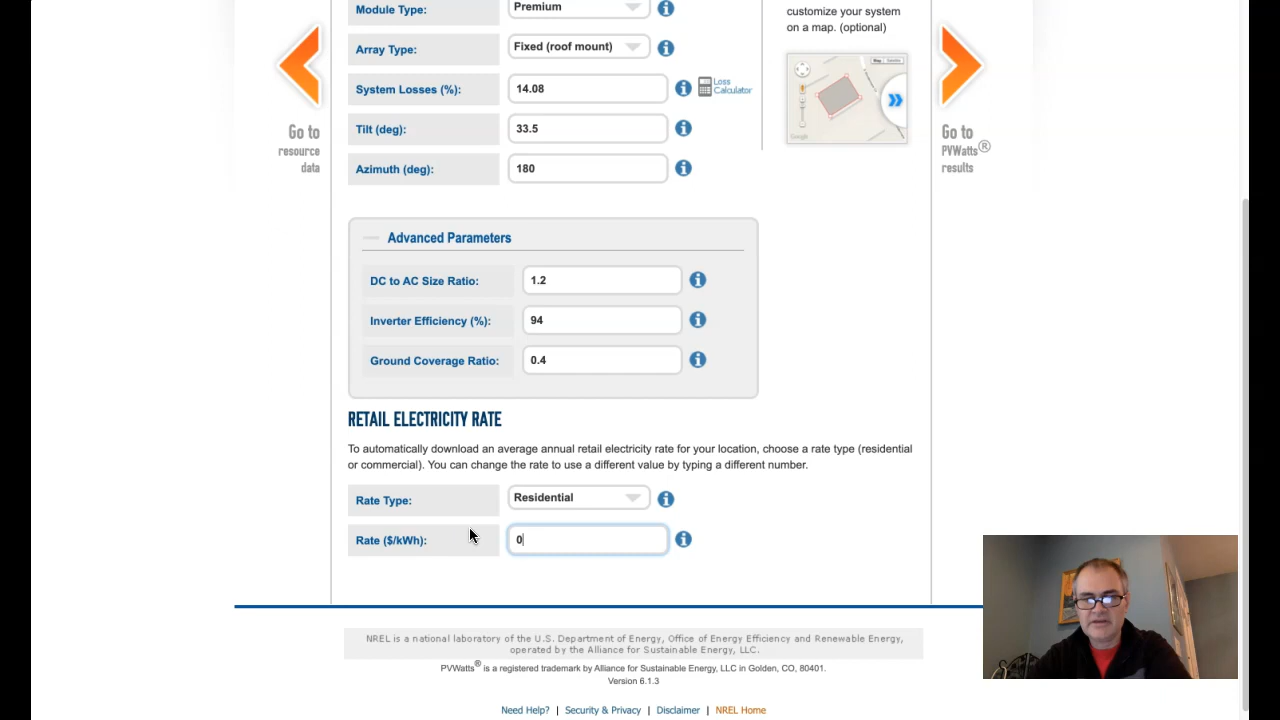 Module Type:
Premium
Array Type:
Fixed (roof mount)
System Losses (%):
14.08
Loss
Calculator
Tilt (deg):
33.5
Azimuth (deg):
180
customize your system
on a map. (optional)
Map
Google
Go to
resource
data
Go to
PVWatts®
results
Advanced Parameters
DC to AC Size Ratio:
1.2
Inverter Efficiency (%):
94
Ground Coverage Ratio:
0.4
RETAIL ELECTRICITY RATE
To automatically download an average annual retail electricity rate for your location, choose a rate type (residential
or commercial). You can change the rate to use a different value by typing a different number.
Rate Type:
Residential
Rate ($/kWh):
0
NREL is a national laboratory of the U.S. Department of Energy, Office of Energy Efficiency and Renewable Energy,
operated by the Alliance for Sustainable Energy, LLC.
PVWatts® is a registered trademark by Alliance for Sustainable Energy, LLC in Golden, CO, 80401.
Version 6.1.3
Need Help? | Security & Privacy | Disclaimer | NREL Home